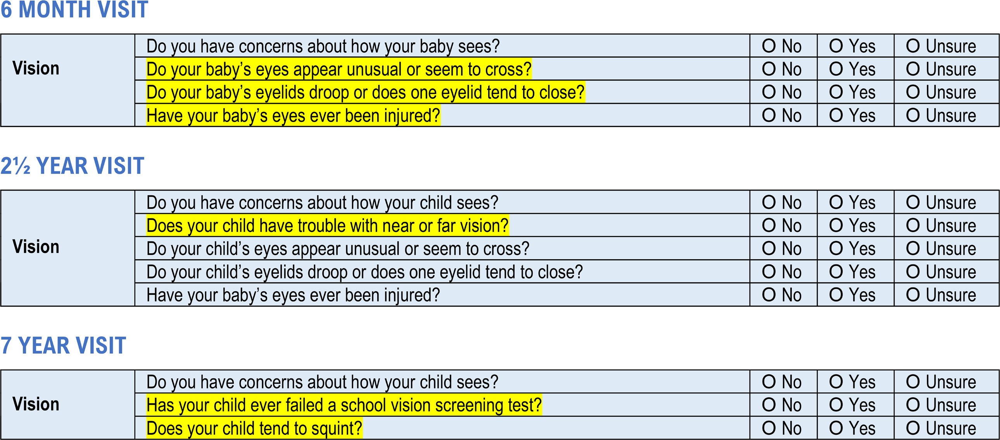 6 MONTH VISIT
Vision
Do you have concerns about how your baby sees? O No O Yes O Unsure
Do your baby’s eyes appear unusual or seem to cross? O No O Yes O Unsure
Do your baby’s eyelids droop or does one eyelid tend to close? O No O Yes O Unsure
Have your baby’s eyes ever been injured? O No O Yes O Unsure
2½ YEAR VISIT
Vision
Do you have concerns about how your child sees? O No O Yes O Unsure
Does your child have trouble with near or far vision? O No O Yes O Unsure
Do your child’s eyes appear unusual or seem to cross? O No O Yes O Unsure
Do your child’s eyelids droop or does one eyelid tend to close? O No O Yes O Unsure
Have your baby’s eyes ever been injured? O No O Yes O Unsure
7 YEAR VISIT
Vision
Do you have concerns about how your child sees? O No O Yes O Unsure
Has your child ever failed a school vision screening test? O No O Yes O Unsure
Does your child tend to squint? O No O Yes O Unsure